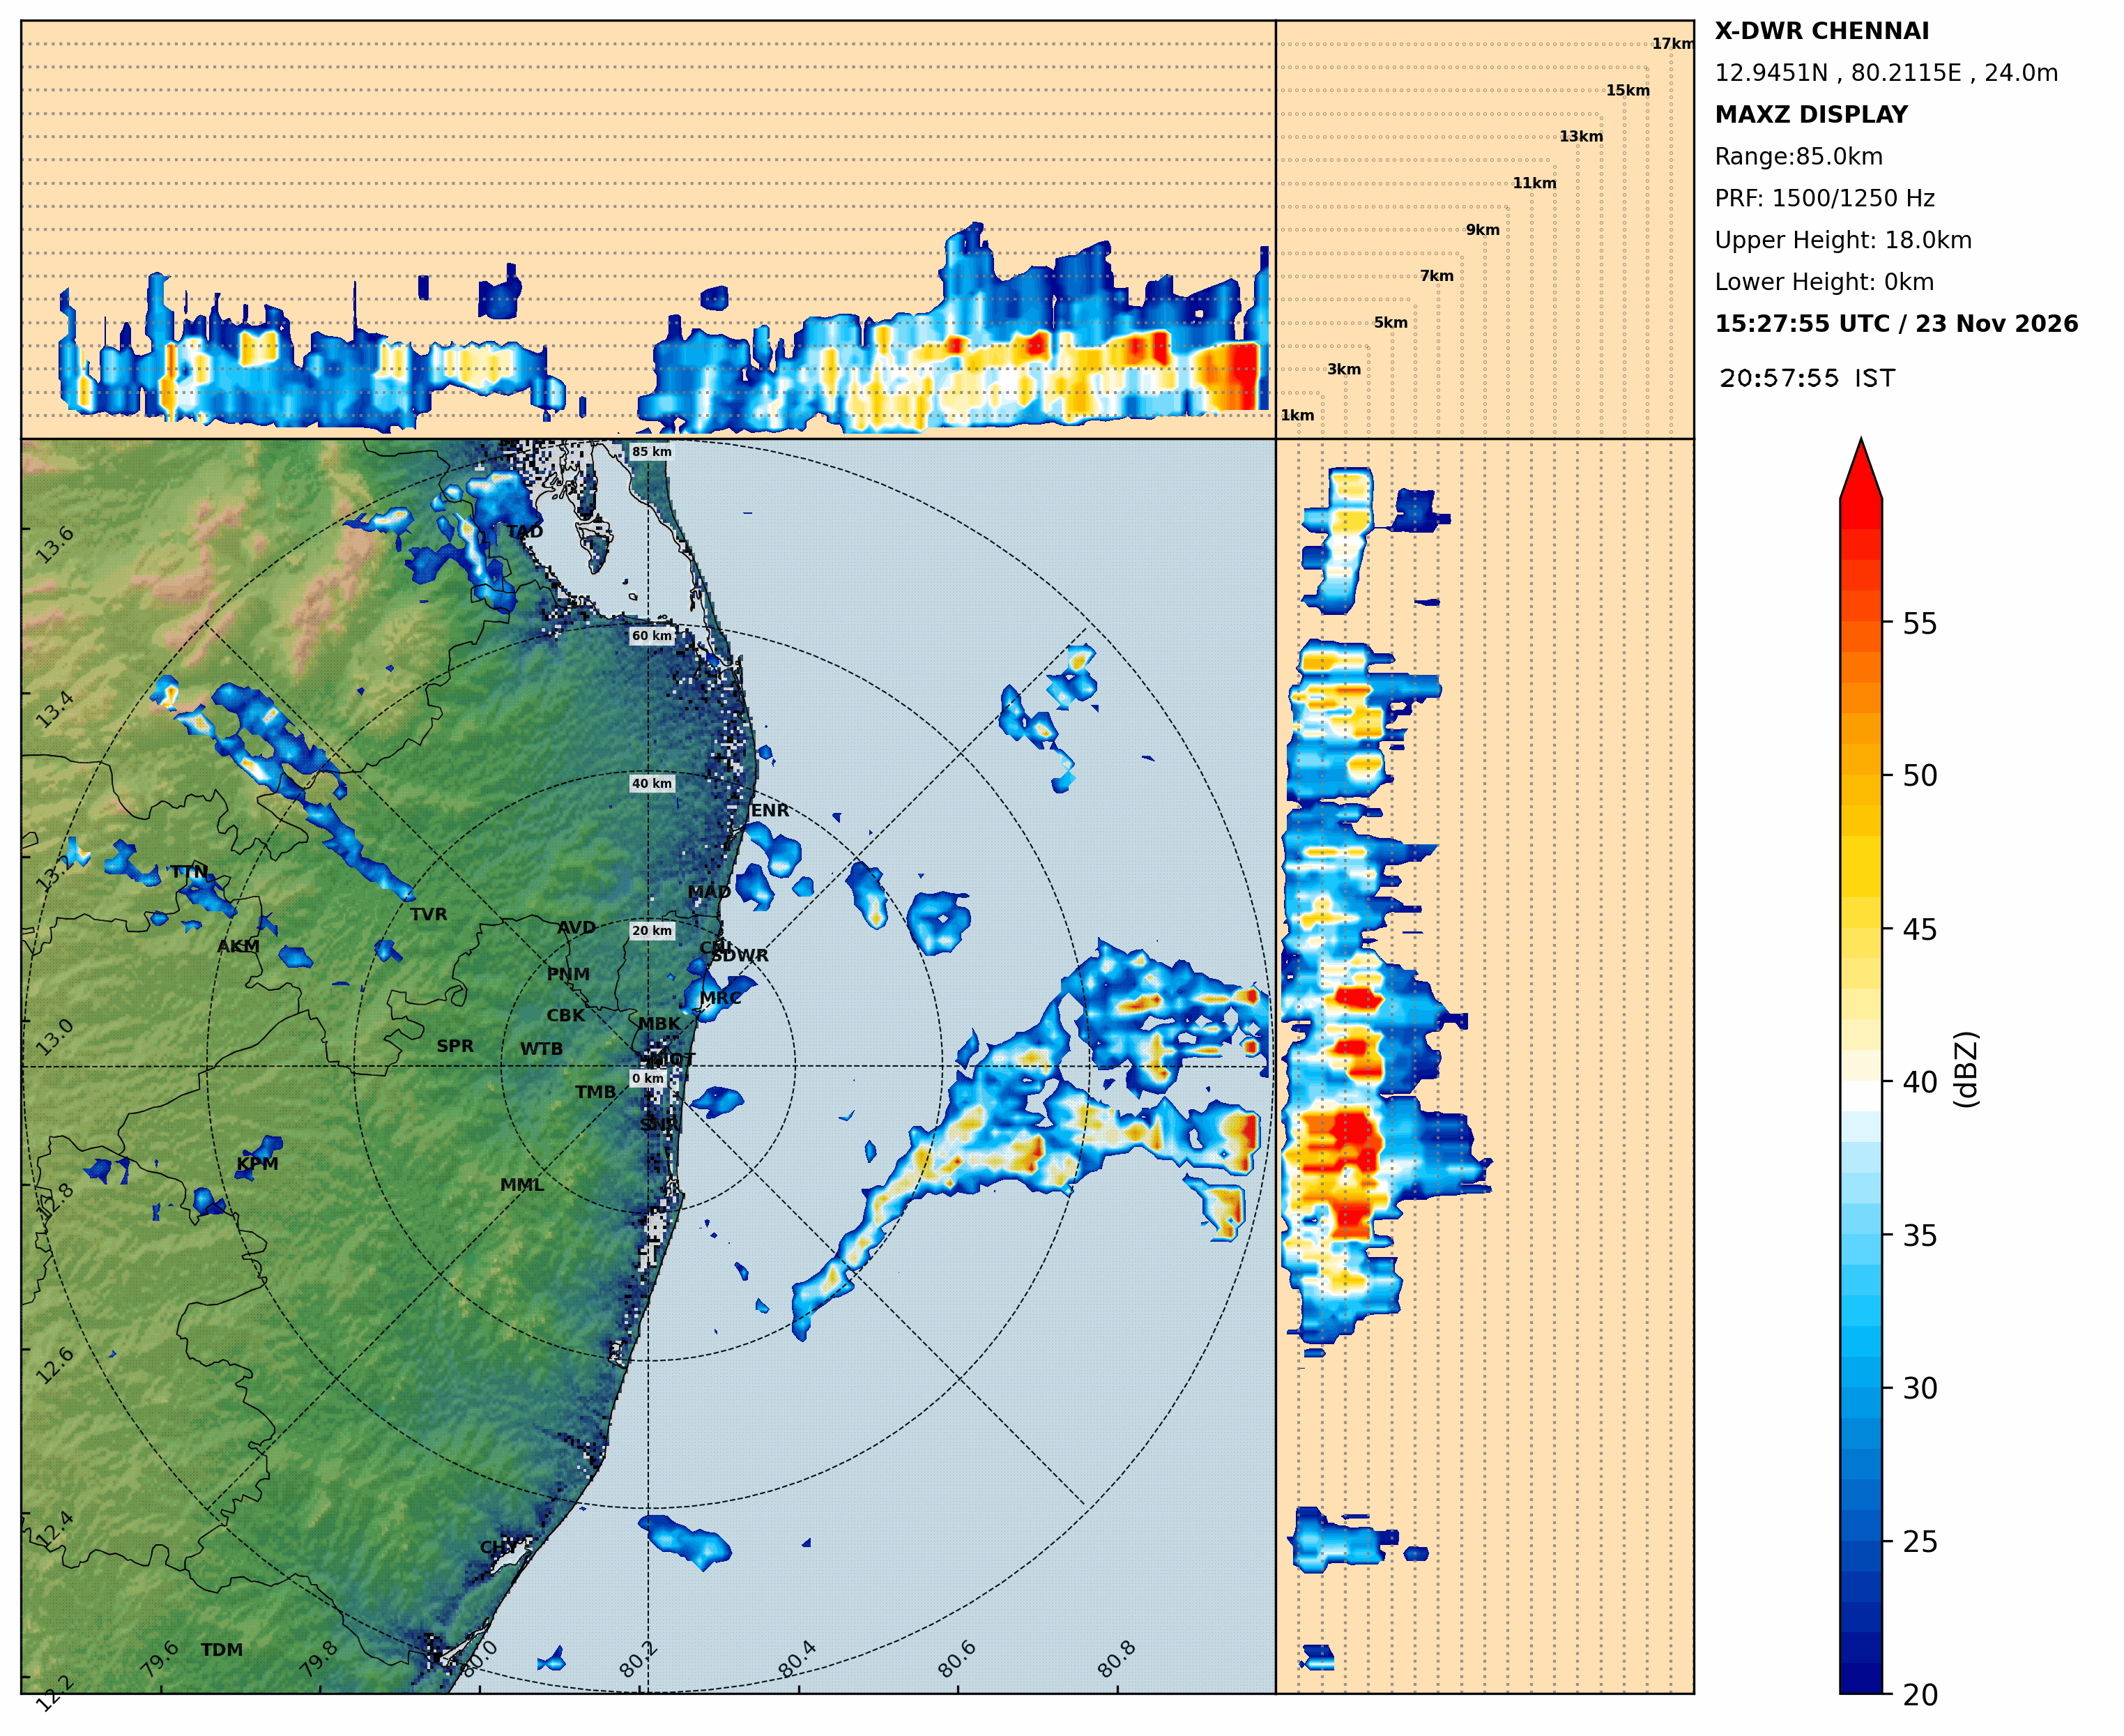 X-DWR CHENNAI
12.9451N , 80.2115E , 24.0m
MAXZ DISPLAY
Range:85.0km
PRF: 1500/1250 Hz
Upper Height: 18.0km
Lower Height: 0km
15:27:55 UTC / 23 Nov 2026
20:57:55 IST
17km
15km
13km
11km
9km
7km
5km
3km
1km
85 km
TAD
13.6
60 km
13.4
40 km
ENR
13.2
TTN
MAD
TVR
20 km
AVD
AKM
SDWR
PNM
MRC
CBK
MBK
13.0
SPR
WTB
0 km
TMB
SNR
KPM
MML
12.8
12.6
12.4
CHY
TDM
12.2
79.6
79.8
80.0
80.2
80.4
80.6
80.8
55
50
45
40
35
30
25
20
(dBZ)